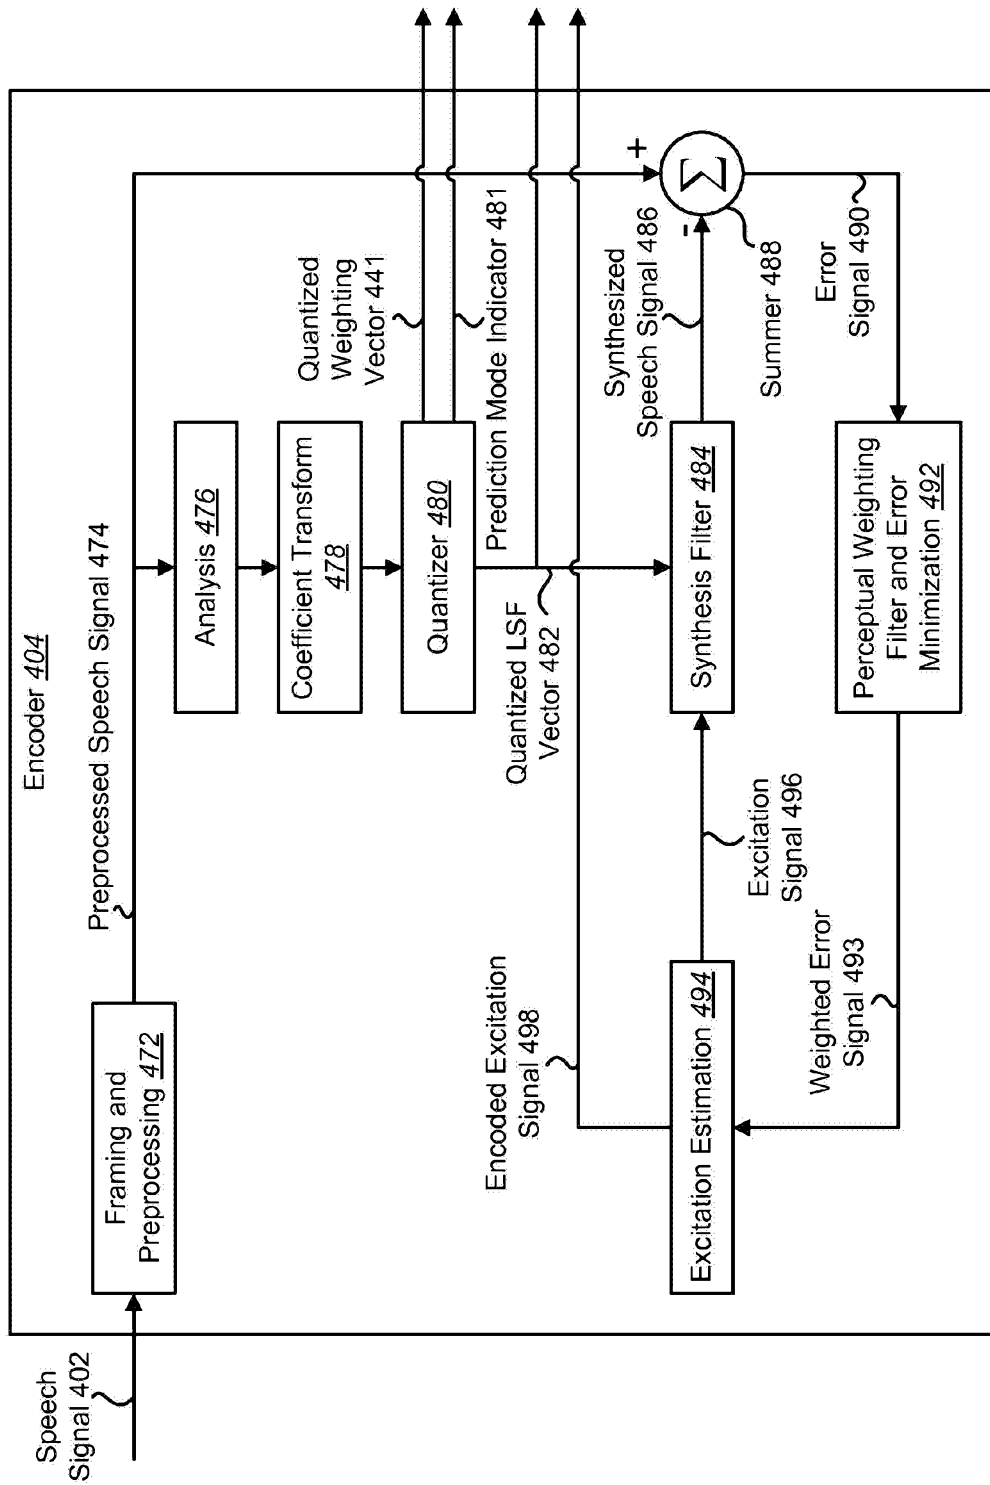 Encoder 404
Speech
Signal 402
Framing and
Preprocessing 472
Preprocessed Speech Signal 474
Analysis 476
Coefficient Transform
478
Quantizer 480
Quantized
Weighting
Vector 441
Prediction Mode Indicator 481
Quantized LSF
Vector 482
Encoded Excitation
Signal 498
Excitation Estimation 494
Excitation
Signal 496
Synthesis Filter 484
Synthesized
Speech Signal 486
+
-
Σ
Summer 488
Error
Signal 490
Perceptual Weighting
Filter and Error
Minimization 492
Weighted Error
Signal 493